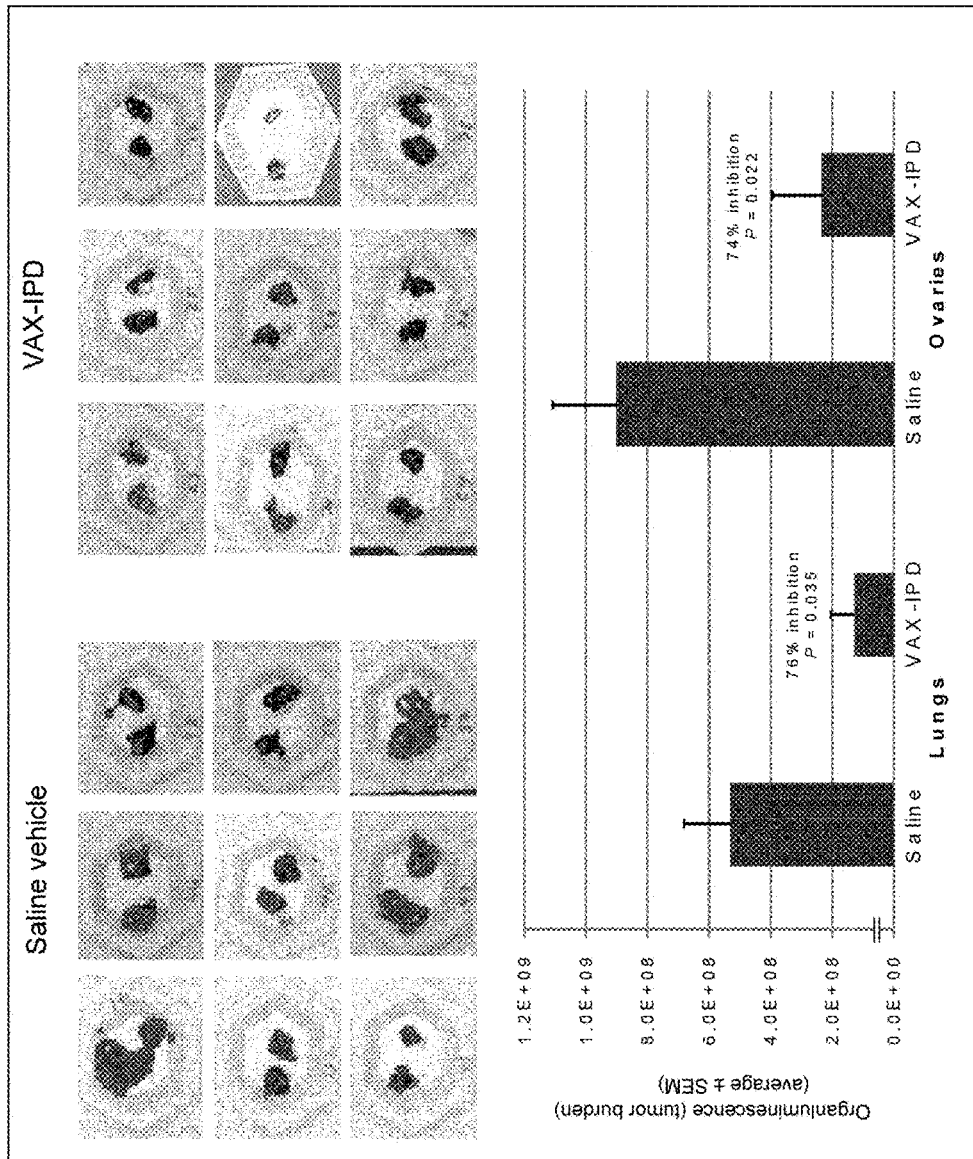 Saline vehicle
VAX-IPD
Organluminescence (tumor burden)
(average ± SEM)
1.2E+09
1.0E+09
8.0E+08
6.0E+08
4.0E+08
2.0E+08
0.0E+00
76% inhibition
P = 0.035
74% inhibition
P = 0.022
Saline
VAX-IPD
Saline
VAX-IPD
Lungs
Ovaries